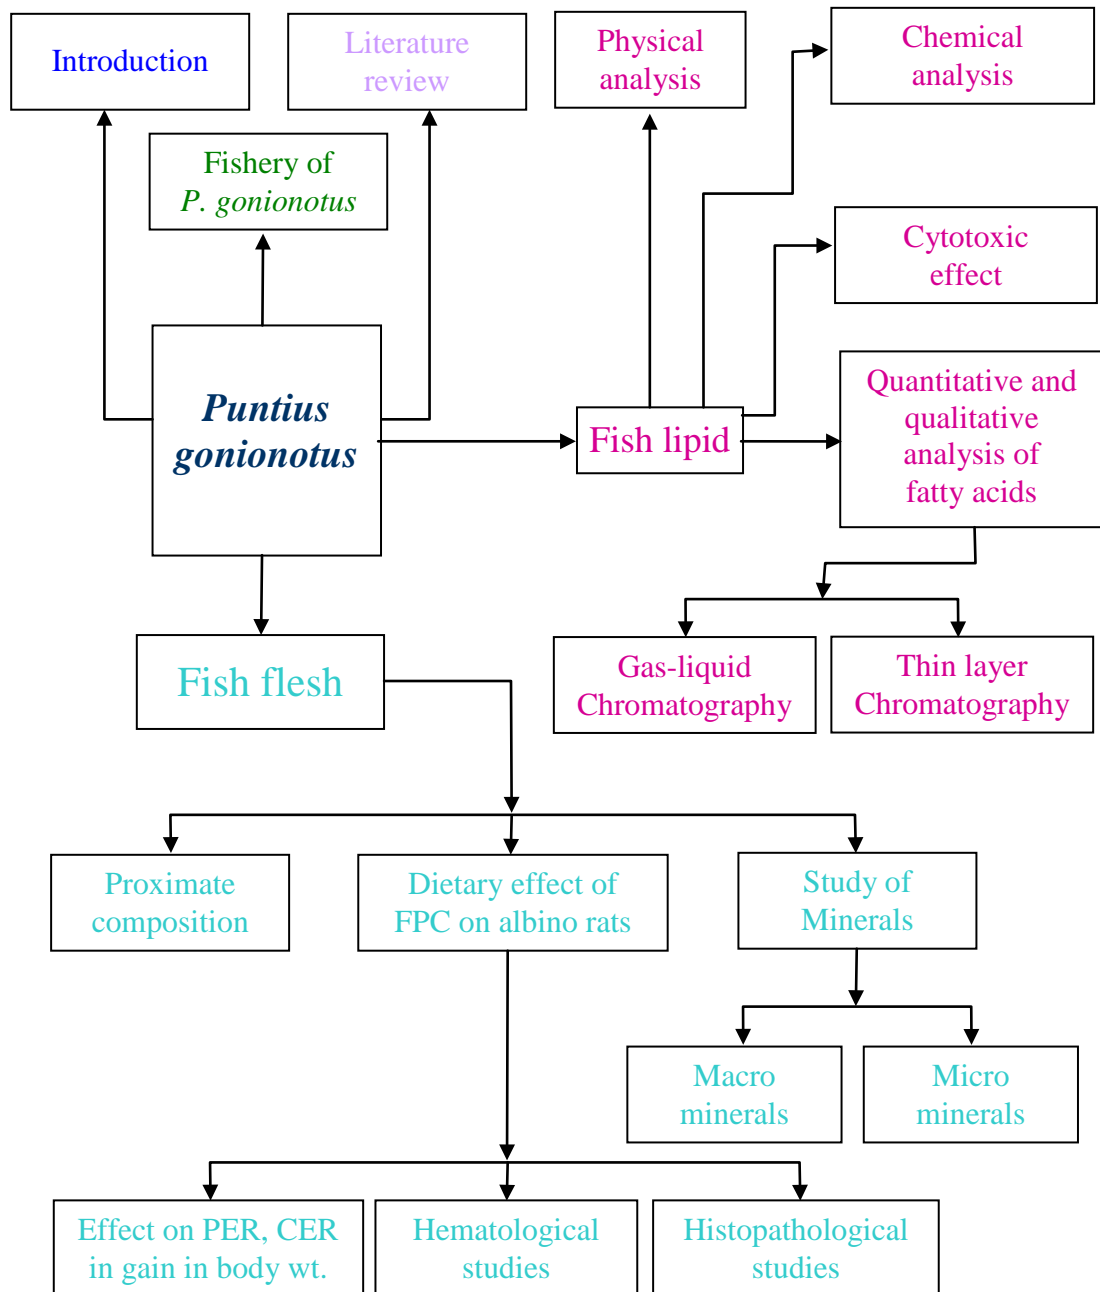 Introduction
Literature
review
Physical
analysis
Chemical
analysis
Fishery of
P. gonionotus
Cytotoxic
effect
Puntius
gonionotus
Fish lipid
Quantitative and
qualitative
analysis of
fatty acids
Fish flesh
Gas-liquid
Chromatography
Thin layer
Chromatography
Proximate
composition
Dietary effect of
FPC on albino rats
Study of
Minerals
Macro
minerals
Micro
minerals
Effect on PER, CER
in gain in body wt.
Hematological
studies
Histopathological
studies